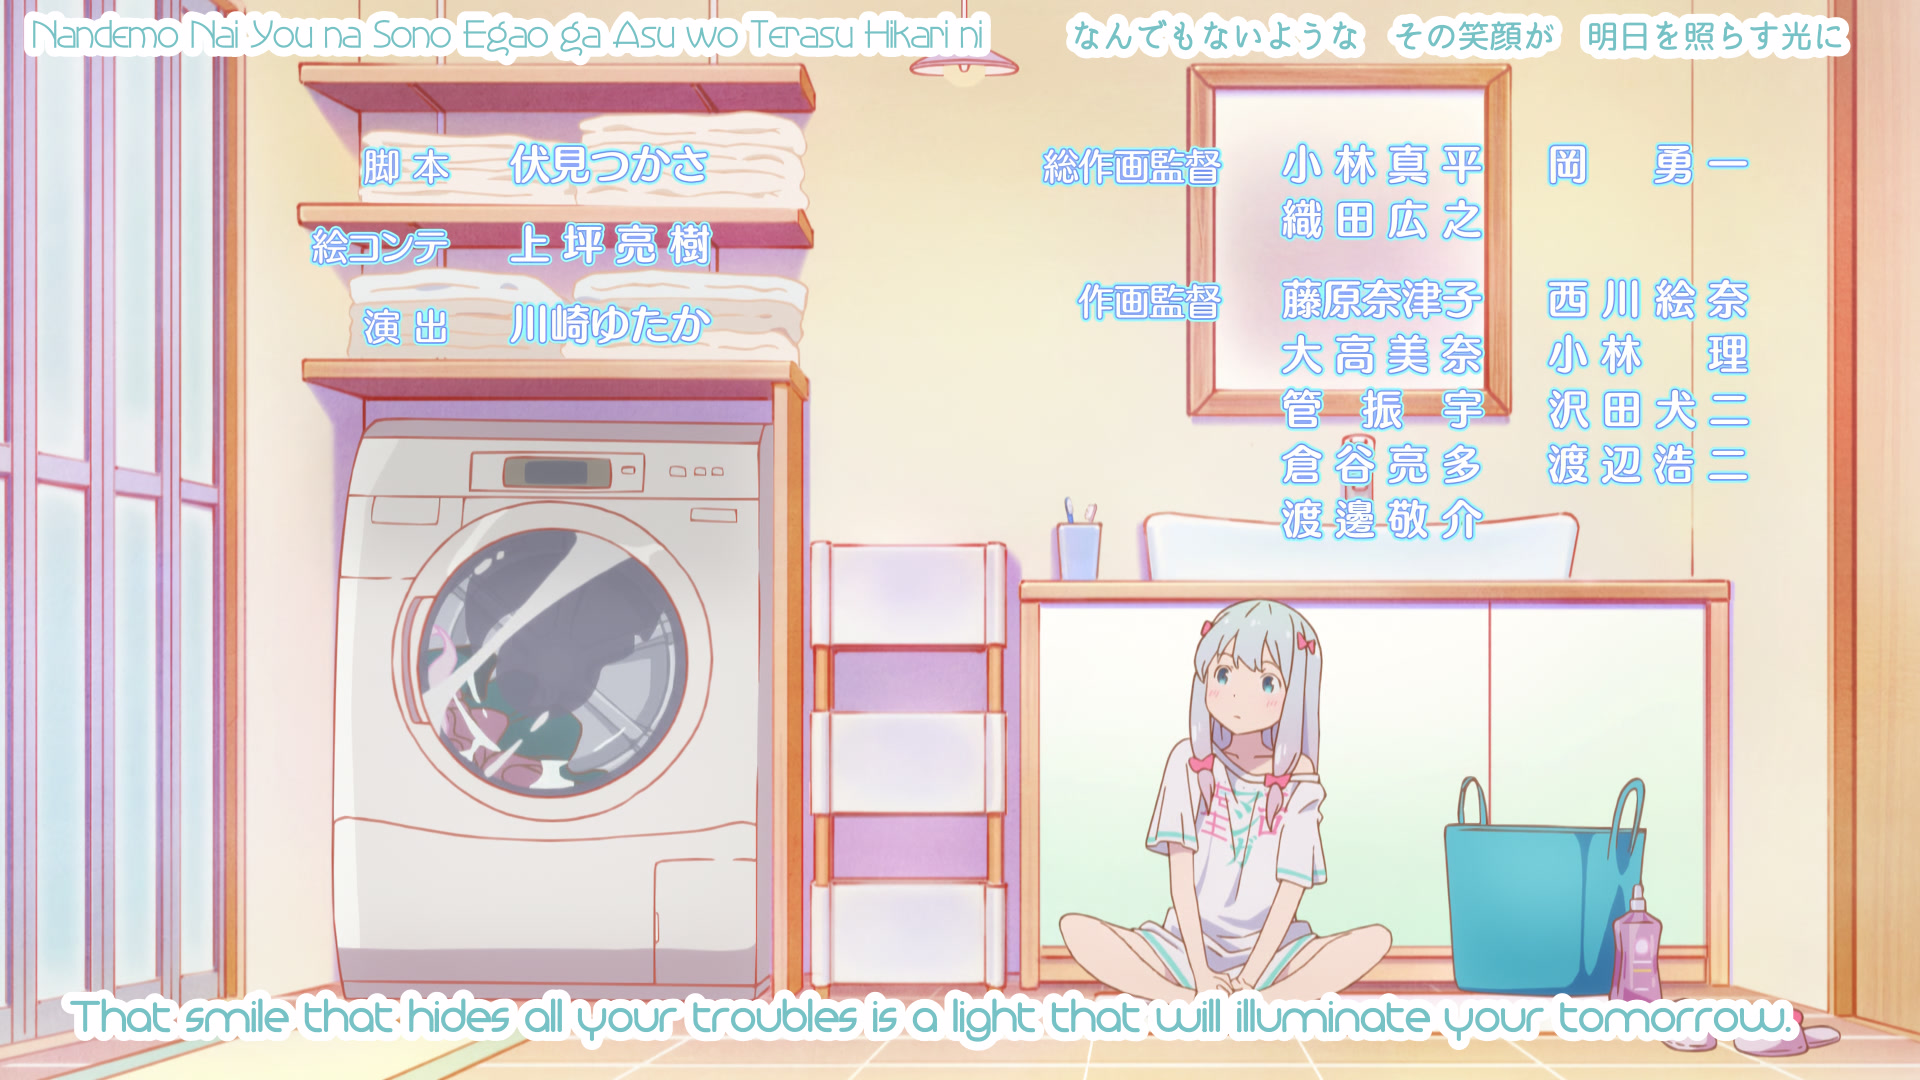 Nandemo Nai You na Sono Egao ga Asu wo Terasu Hikari ni
なんでもないような その笑顔が 明日を照らす光に
脚本 伏見つかさ
絵コンテ 上坪亮樹
演出 川崎ゆたか
総作画監督 小林真平 岡勇一
織田広之
作画監督 藤原奈津子 西川絵奈
大高美奈 小林理
管振宇 沢田犬二
倉谷亮多 渡辺浩二
渡邊敬介
That smile that hides all your troubles is a light that will illuminate your tomorrow.